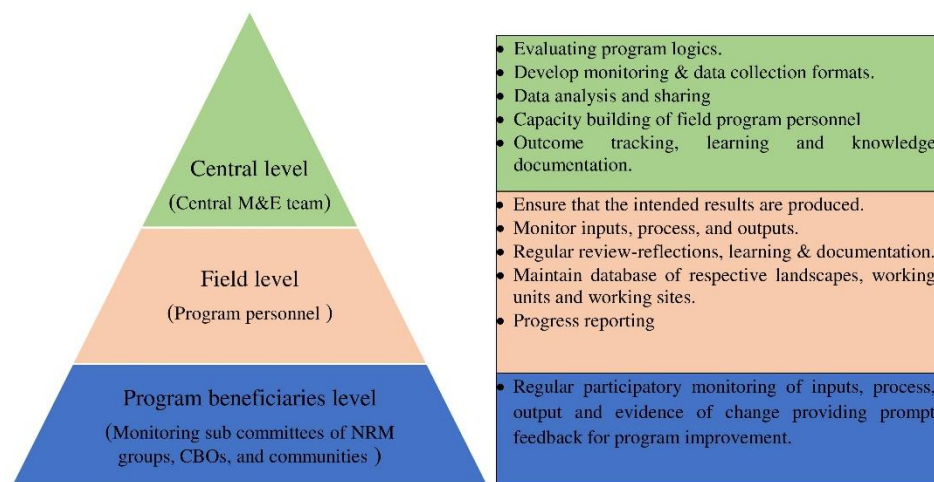 Central level
(Central M&E team)
• Evaluating program logics.
• Develop monitoring & data collection formats.
• Data analysis and sharing
• Capacity building of field program personnel
• Outcome tracking, learning and knowledge
documentation.
Field level
(Program personnel )
• Ensure that the intended results are produced.
• Monitor inputs, process, and outputs.
• Regular review-reflections, learning & documentation.
• Maintain database of respective landscapes, working
units and working sites.
• Progress reporting
Program beneficiaries level
(Monitoring sub committees of NRM
groups, CBOs, and communities )
• Regular participatory monitoring of inputs, process,
output and evidence of change providing prompt
feedback for program improvement.